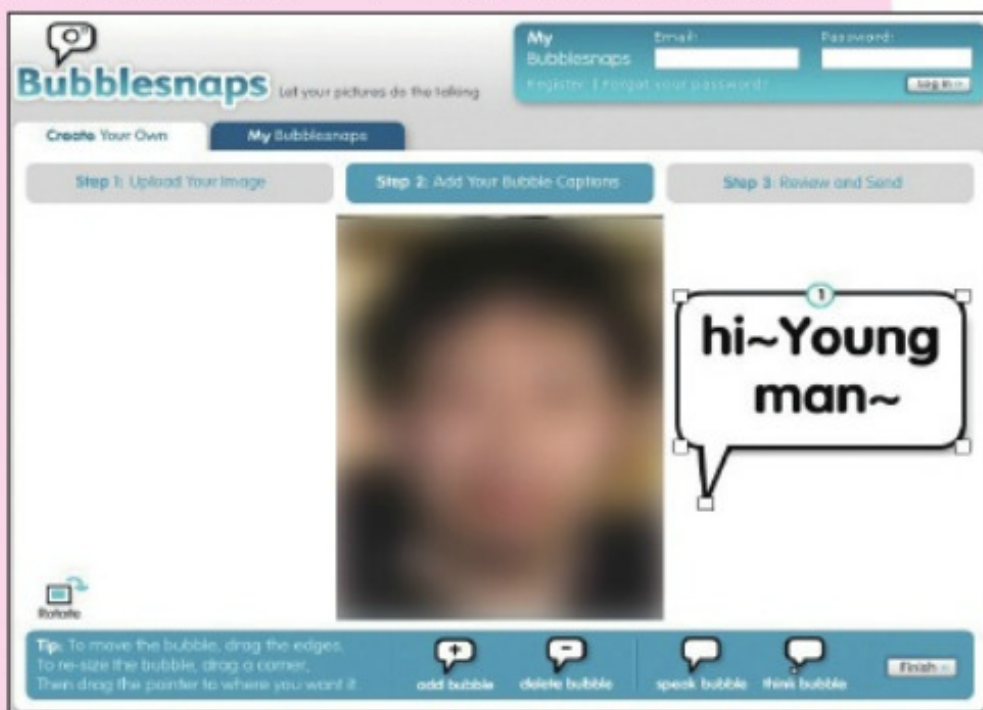 Bubblesnaps Let your pictures do the talking
My Bubblesnaps
Email:
Password:
Register | Forgot your password?
Log in »
Create Your Own
My Bubblesnaps
Step 1: Upload Your Image
Step 2: Add Your Bubble Captions
Step 3: Review and Send
1
hi~Young
man~
Rotate
Tip: To move the bubble, drag the edges.
To re-size the bubble, drag a corner,
Then drag the pointer to where you want it.
add bubble
delete bubble
speak bubble
think bubble
Finish »